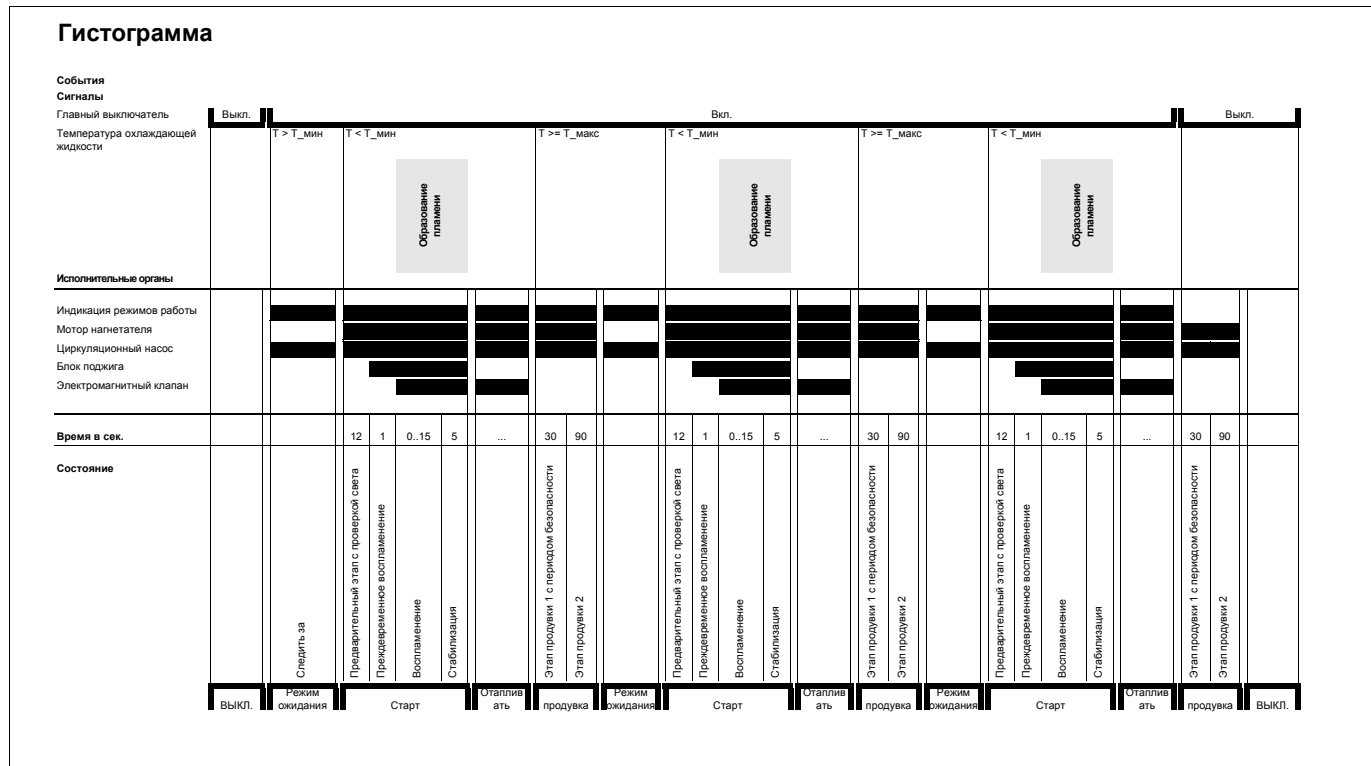 Гистограмма
События
Сигналы
Главный выключатель Выкл. Вкл. Выкл.
Температура охлаждающей T > T_мин T < T_мин T >= T_макс T < T_мин T >= T_макс T < T_мин
жидкости
Образование
пламени
Образование
пламени
Образование
пламени
Исполнительные органы
Индикация режимов работы
Мотор нагнетателя
Циркуляционный насос
Блок поджига
Электромагнитный клапан
Время в сек. 12 1 0..15 5 ... 30 90 12 1 0..15 5 ... 30 90 12 1 0..15 5 ... 30 90
Состояние
Следить за
Предварительный этап с проверкой света
Преждевременное воспламенение
Воспламенение
Стабилизация
Этап продувки 1 с периодом безопасности
Этап продувки 2
Предварительный этап с проверкой света
Преждевременное воспламенение
Воспламенение
Стабилизация
Этап продувки 1 с периодом безопасности
Этап продувки 2
Предварительный этап с проверкой света
Преждевременное воспламенение
Воспламенение
Стабилизация
Этап продувки 1 с периодом безопасности
Этап продувки 2
ВЫКЛ.
Режим
ожидания
Старт
Отаплив
ать
продувка
Режим
ожидания
Старт
Отаплив
ать
продувка
Режим
ожидания
Старт
Отаплив
ать
продувка
ВЫКЛ.